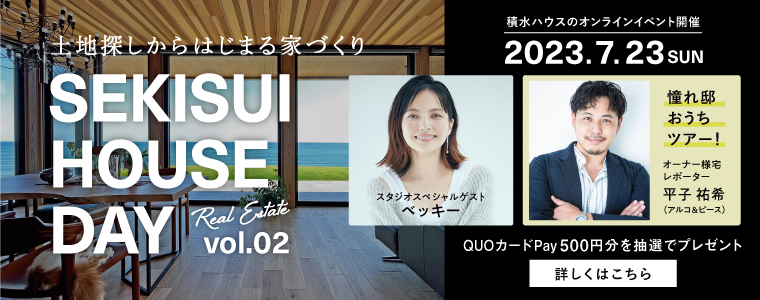 土地探しからはじまる家づくり
SEKISUI
HOUSE
DAY
Real Estate
vol.02
積水ハウスのオンラインイベント開催
2023.7.23 SUN
スタジオスペシャルゲスト
ベッキー
憧れ邸
おうち
ツアー!
オーナー様宅
レポーター
平子 祐希
(アルコ&ピース)
QUOカードPay 500円分を抽選でプレゼント
詳しくはこちら